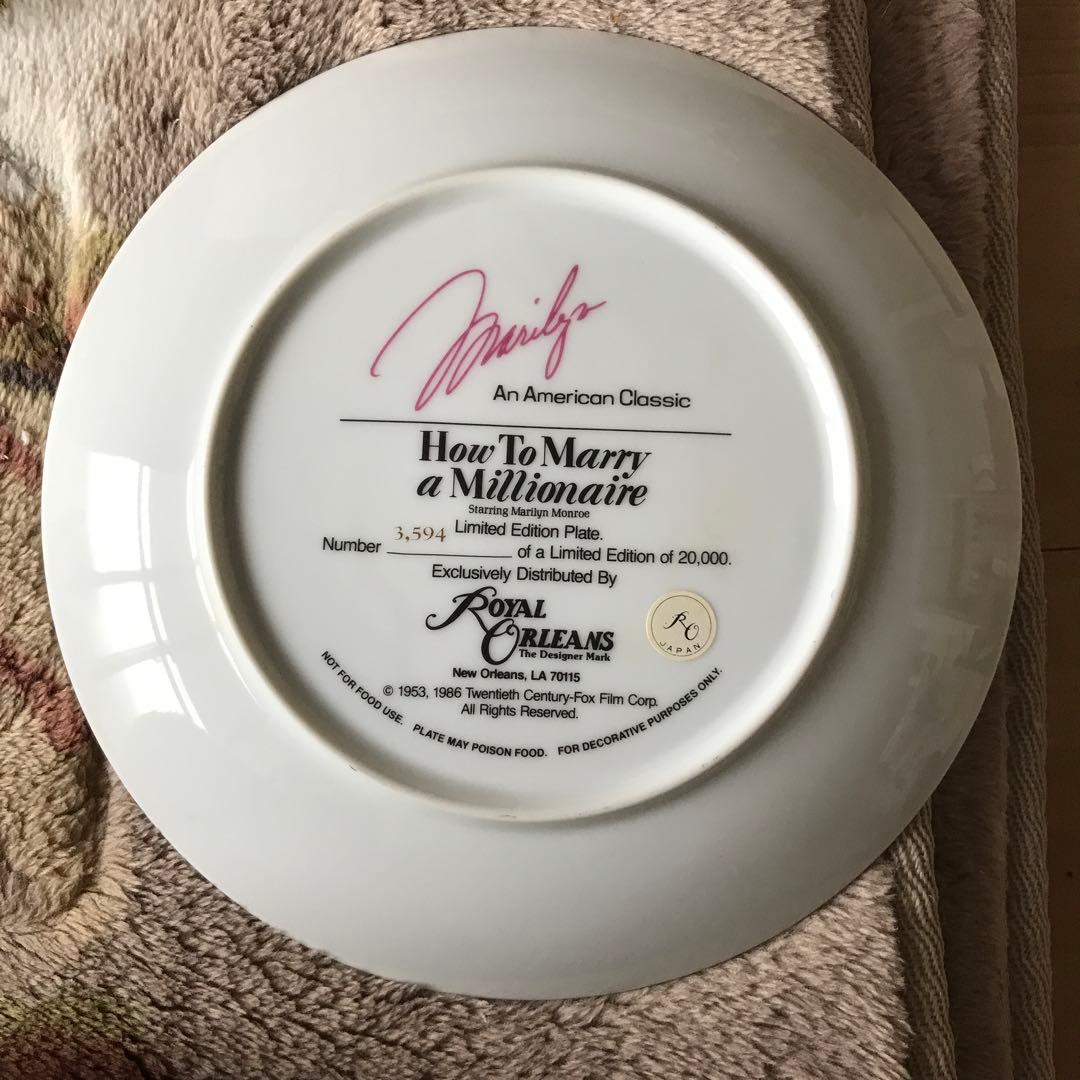 Marilyn
An American Classic
How To Marry
a Millionaire
Starring Marilyn Monroe
Limited Edition Plate.
Number 3,594 of a Limited Edition of 20,000.
Exclusively Distributed By
ROYAL
ORLEANS
The Designer Mark
RO
JAPAN
New Orleans, LA 70115
© 1953, 1986 Twentieth Century-Fox Film Corp.
All Rights Reserved.
NOT FOR FOOD USE. PLATE MAY POISON FOOD. FOR DECORATIVE PURPOSES ONLY.